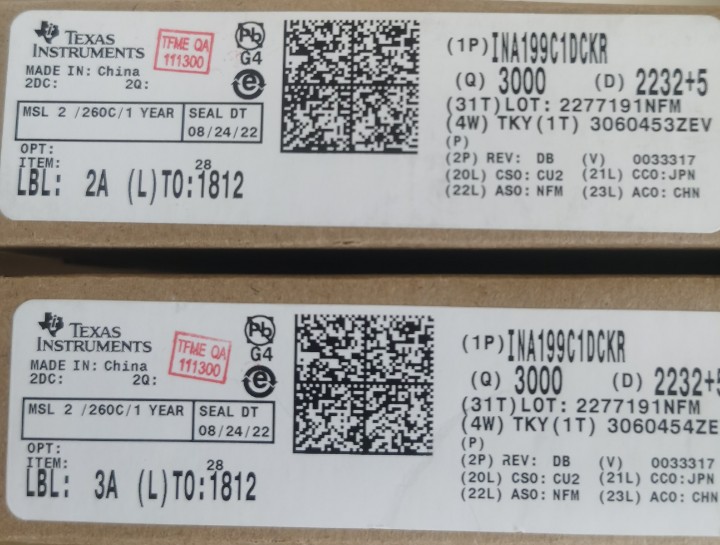 TEXAS
INSTRUMENTS
MADE IN: China
2DC: 2Q:
TFME QA
111300
Pb
G4
e
MSL 2 /260C/1 YEAR
SEAL DT
08/24/22
OPT:
ITEM: 28
LBL: 2A (L)TO:1812
(1P)INA199C1DCKR
(Q) 3000 (D) 2232+5
(31T)LOT: 2277191NFM
(4W) TKY(1T) 3060453ZEV
(P)
(2P) REV: DB (V) 0033317
(20L) CSO:CU2 (21L) CCO:JPN
(22L) ASO:NFM (23L) ACO:CHN
TEXAS
INSTRUMENTS
MADE IN: China
2DC: 2Q:
TFME QA
111300
Pb
G4
e
MSL 2 /260C/1 YEAR
SEAL DT
08/24/22
OPT:
ITEM: 28
LBL: 3A (L)TO:1812
(1P)INA199C1DCKR
(Q) 3000 (D) 2232+5
(31T)LOT: 2277191NFM
(4W) TKY(1T) 3060454ZE
(P)
(2P) REV: DB (V) 0033317
(20L) CSO: CU2 (21L) CCO:JPN
(22L) ASO: NFM (23L) ACO: CHN